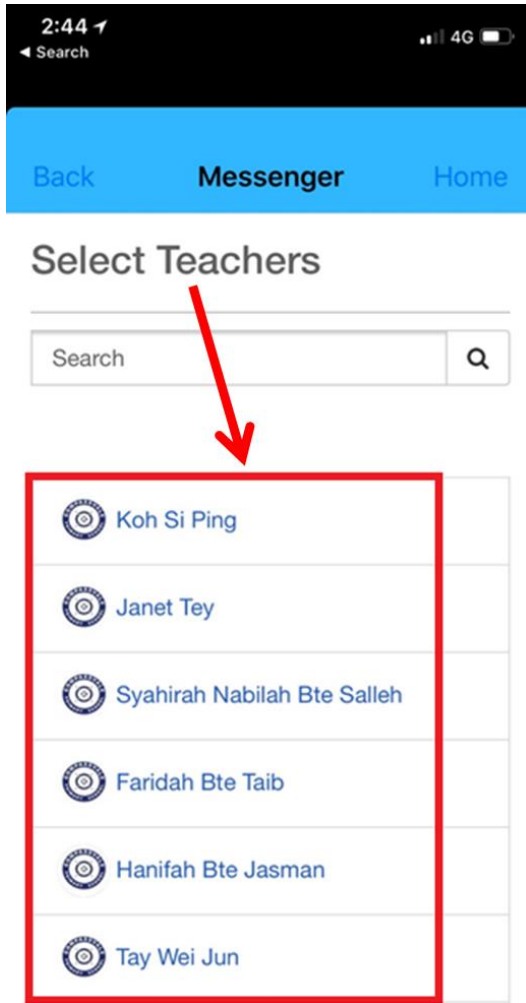 2:44
4G
◀ Search
Back Messenger Home
Select Teachers
Search
Koh Si Ping
Janet Tey
Syahirah Nabilah Bte Salleh
Faridah Bte Taib
Hanifah Bte Jasman
Tay Wei Jun